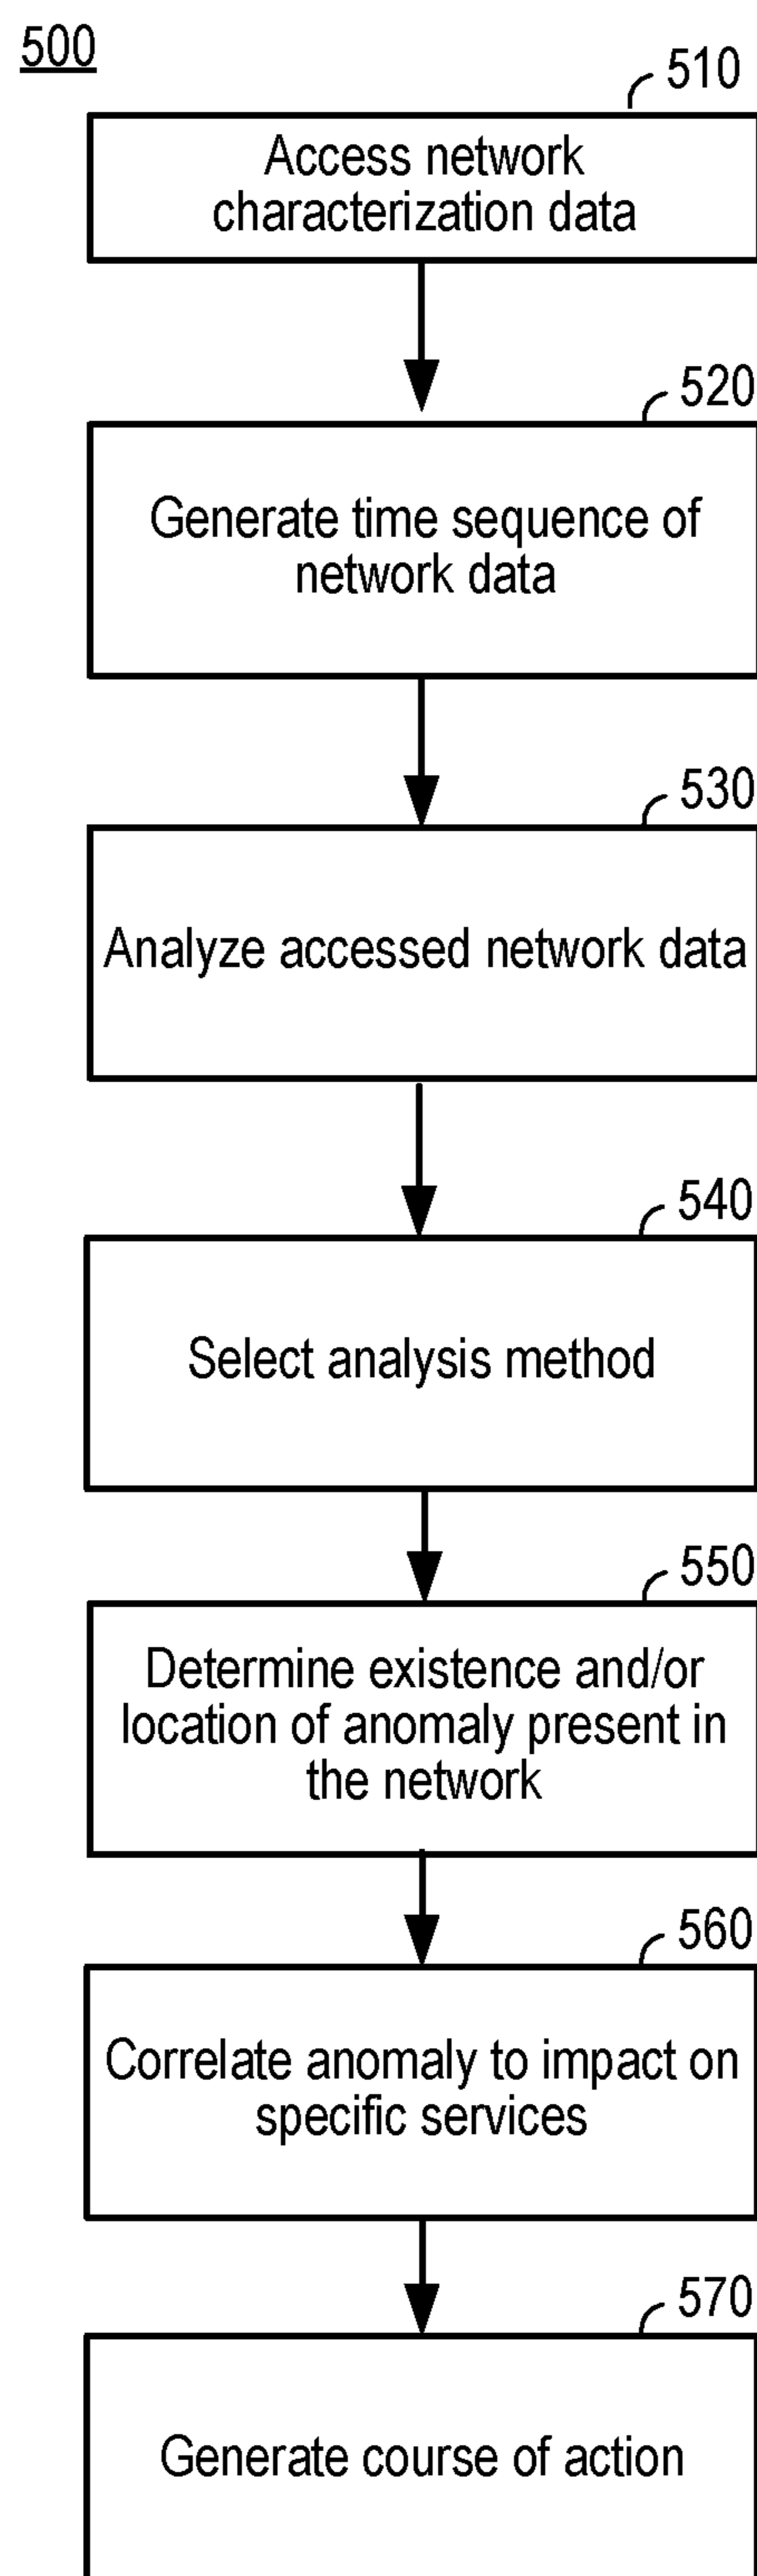 500
510
Access network
characterization data
520
Generate time sequence of
network data
530
Analyze accessed network data
540
Select analysis method
550
Determine existence and/or
location of anomaly present in
the network
560
Correlate anomaly to impact on
specific services
570
Generate course of action